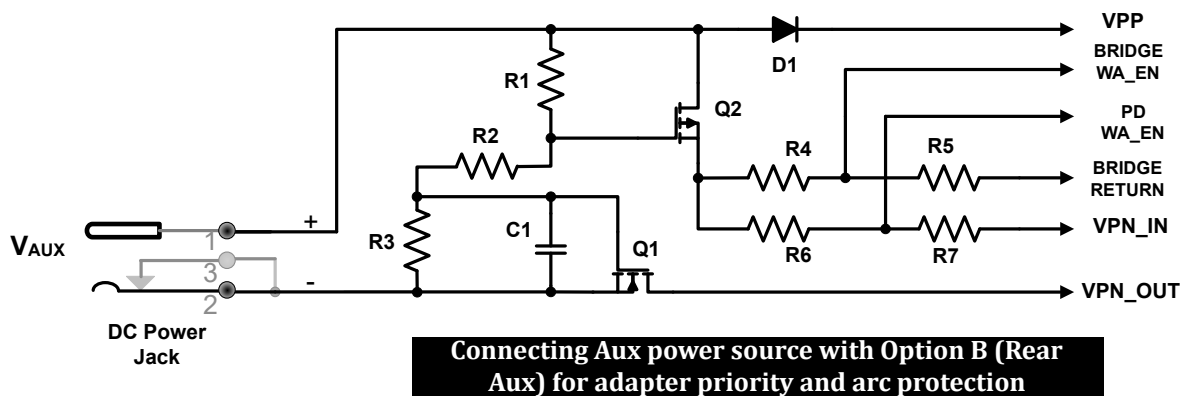 VPP
BRIDGE
WA_EN
D1
R1
Q2
PD
WA_EN
R2
R4
R5
BRIDGE
RETURN
+
R3
C1
Q1
R6
R7
VPN_IN
VAUX
1
3
2
-
VPN_OUT
DC Power
Jack
Connecting Aux power source with Option B (Rear
Aux) for adapter priority and arc protection